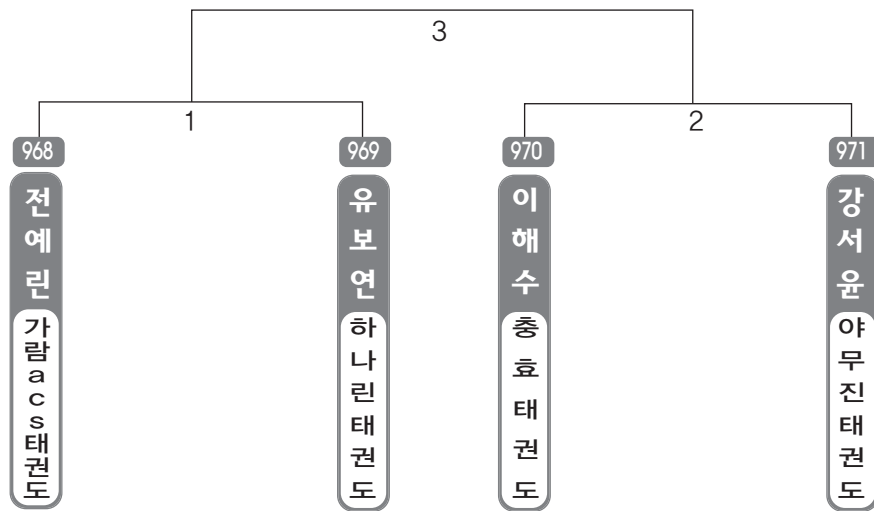 3
1
2
968
969
970
971
전예린
유보연
이해수
강서윤
가람acs태권도
하나린태권도
충효태권도
야무진태권도